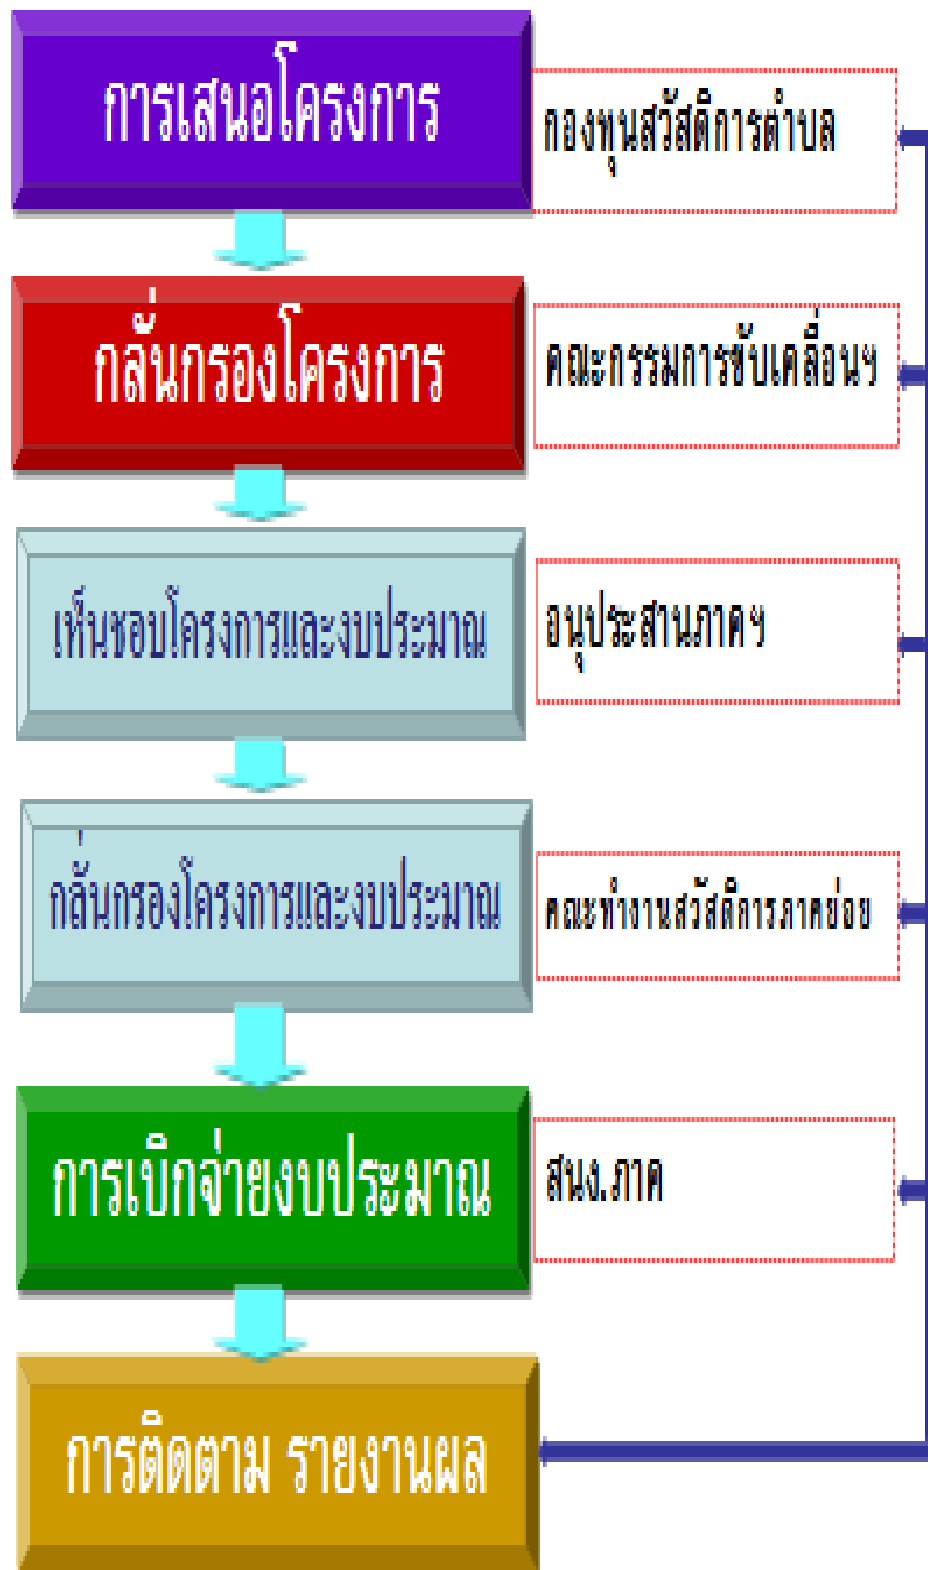 การเสนอโครงการ
กองทุนสวัสดิการตำบล
กลั่นกรองโครงการ
คณะกรรมการขับเคลื่อนฯ
เห็นชอบโครงการและงบประมาณ
อนุประสานภาคฯ
กลั่นกรองโครงการและงบประมาณ
คณะทำงานสวัสดิการภาคย่อย
การเบิกจ่ายงบประมาณ
สนง.ภาค
การติดตาม รายงานผล